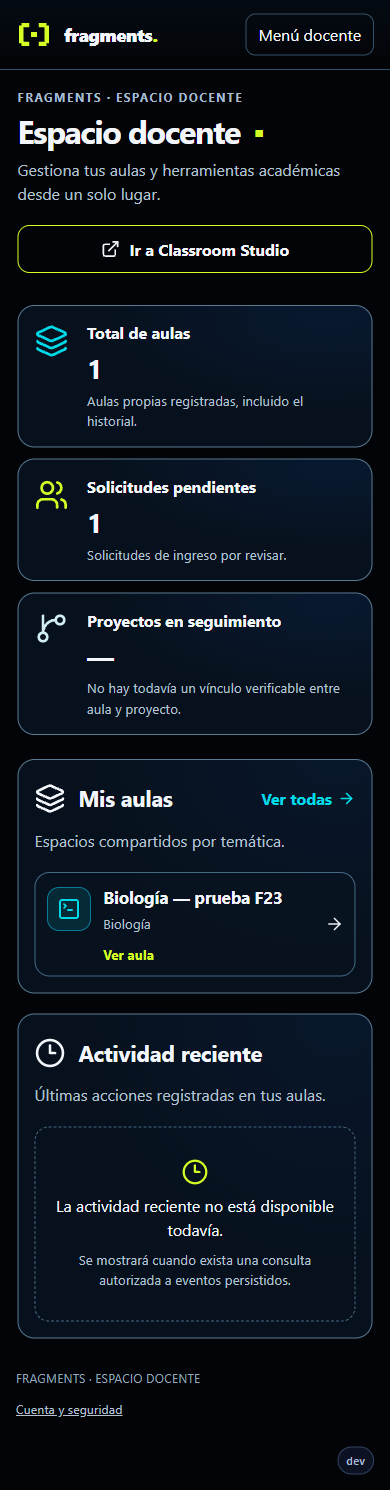 fragments.
Menú docente
FRAGMENTS · ESPACIO DOCENTE
Espacio docente
Gestiona tus aulas y herramientas académicas
desde un solo lugar.
Ir a Classroom Studio
Total de aulas
1
Aulas propias registradas, incluido el
historial.
Solicitudes pendientes
1
Solicitudes de ingreso por revisar.
Proyectos en seguimiento
—
No hay todavía un vínculo verificable entre
aula y proyecto.
Mis aulas
Ver todas →
Espacios compartidos por temática.
Biología — prueba F23
Biología
Ver aula
Actividad reciente
Últimas acciones registradas en tus aulas.
La actividad reciente no está disponible
todavía.
Se mostrará cuando exista una consulta
autorizada a eventos persistidos.
FRAGMENTS · ESPACIO DOCENTE
Cuenta y seguridad
dev